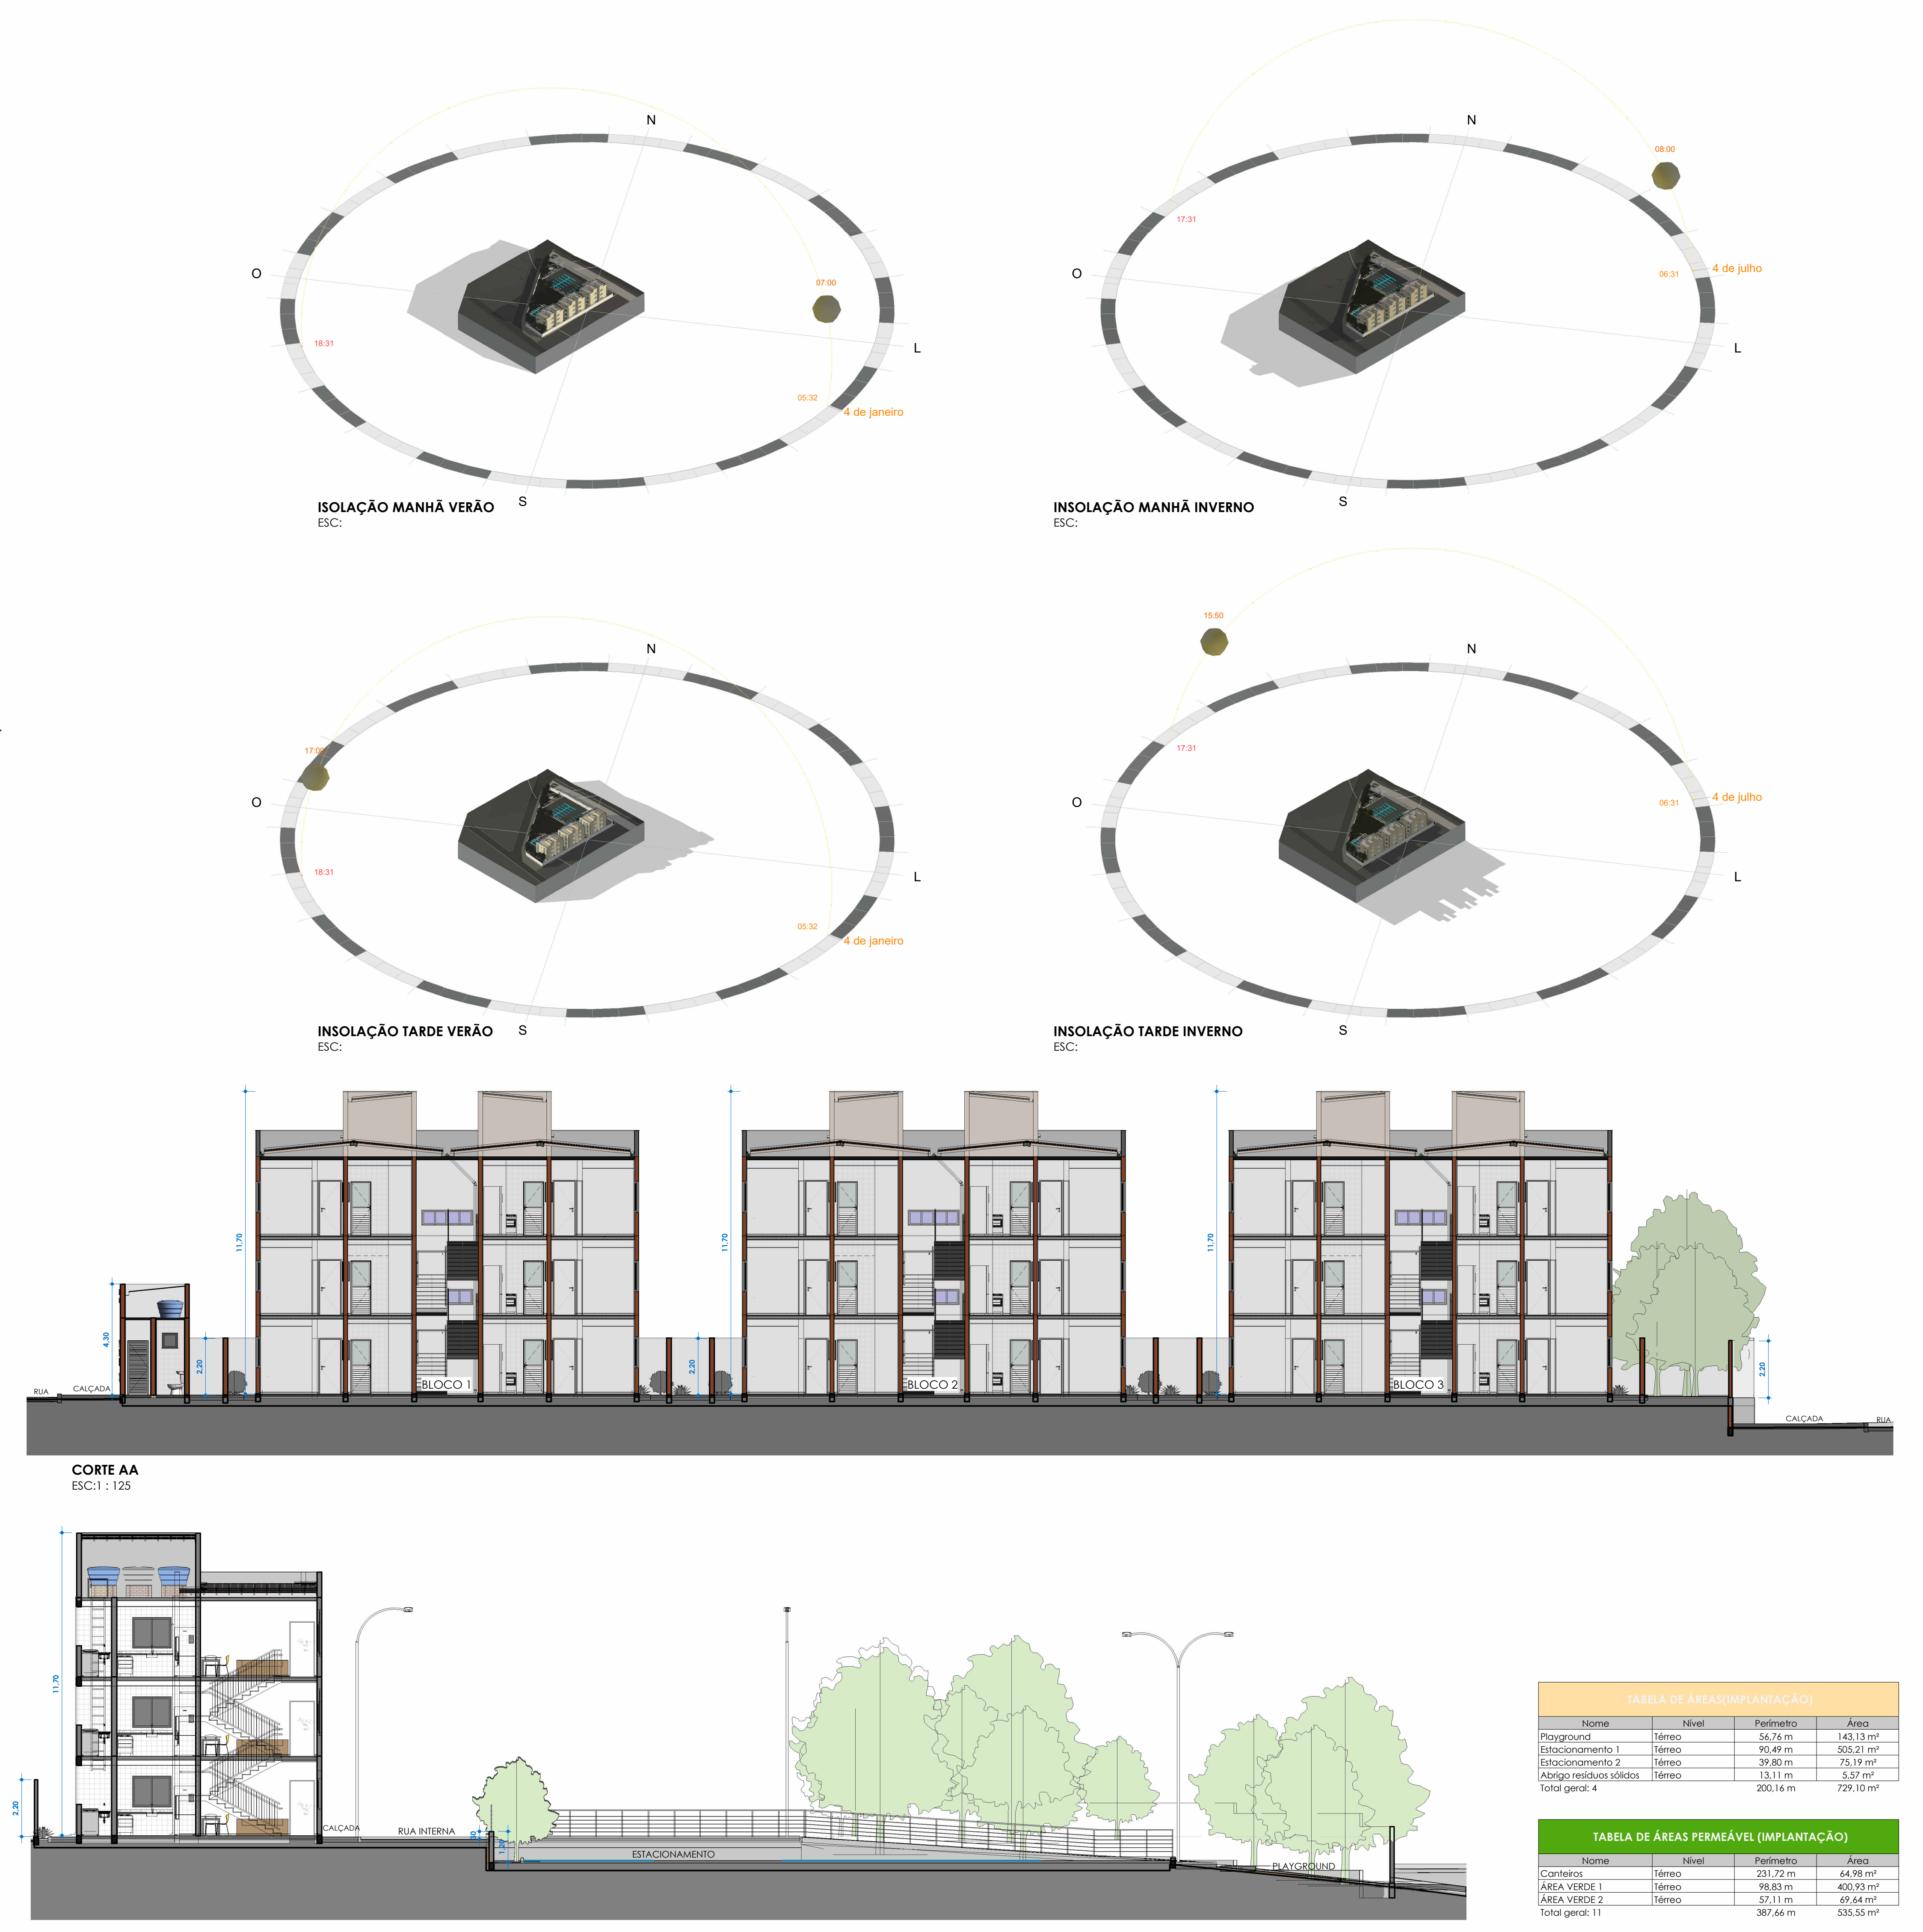 N
O
07:00
L
18:31
05:32
4 de janeiro
S
ISOLAÇÃO MANHÃ VERÃO
ESC:
N
08:00
17:31
O
06:31
4 de julho
L
S
INSOLAÇÃO MANHÃ INVERNO
ESC:
N
17:00
O
18:31
L
05:32
4 de janeiro
S
INSOLAÇÃO TARDE VERÃO
ESC:
15:50
N
17:31
O
06:31
4 de julho
L
S
INSOLAÇÃO TARDE INVERNO
ESC:
11,70
11,70
11,70
4,30
2,20
2,20
2,20
BLOCO 1
BLOCO 2
BLOCO 3
RUA
CALÇADA
CALÇADA
RUA
CORTE AA
ESC:1 : 125
11,70
2,20
CALÇADA
RUA INTERNA
ESTACIONAMENTO
PLAYGROUND
TABELA DE ÁREAS(IMPLANTAÇÃO)
Nome Nível Perímetro Área
Playground Térreo 56,76 m 143,13 m²
Estacionamento 1 Térreo 90,49 m 505,21 m²
Estacionamento 2 Térreo 39,80 m 75,19 m²
Abrigo resíduos sólidos Térreo 13,11 m 5,57 m²
Total geral: 4 200,16 m 729,10 m²
TABELA DE ÁREAS PERMEÁVEL (IMPLANTAÇÃO)
Nome Nível Perímetro Área
Canteiros Térreo 231,72 m 64,98 m²
ÁREA VERDE 1 Térreo 98,83 m 400,93 m²
ÁREA VERDE 2 Térreo 57,11 m 69,64 m²
Total geral: 11 387,66 m 535,55 m²